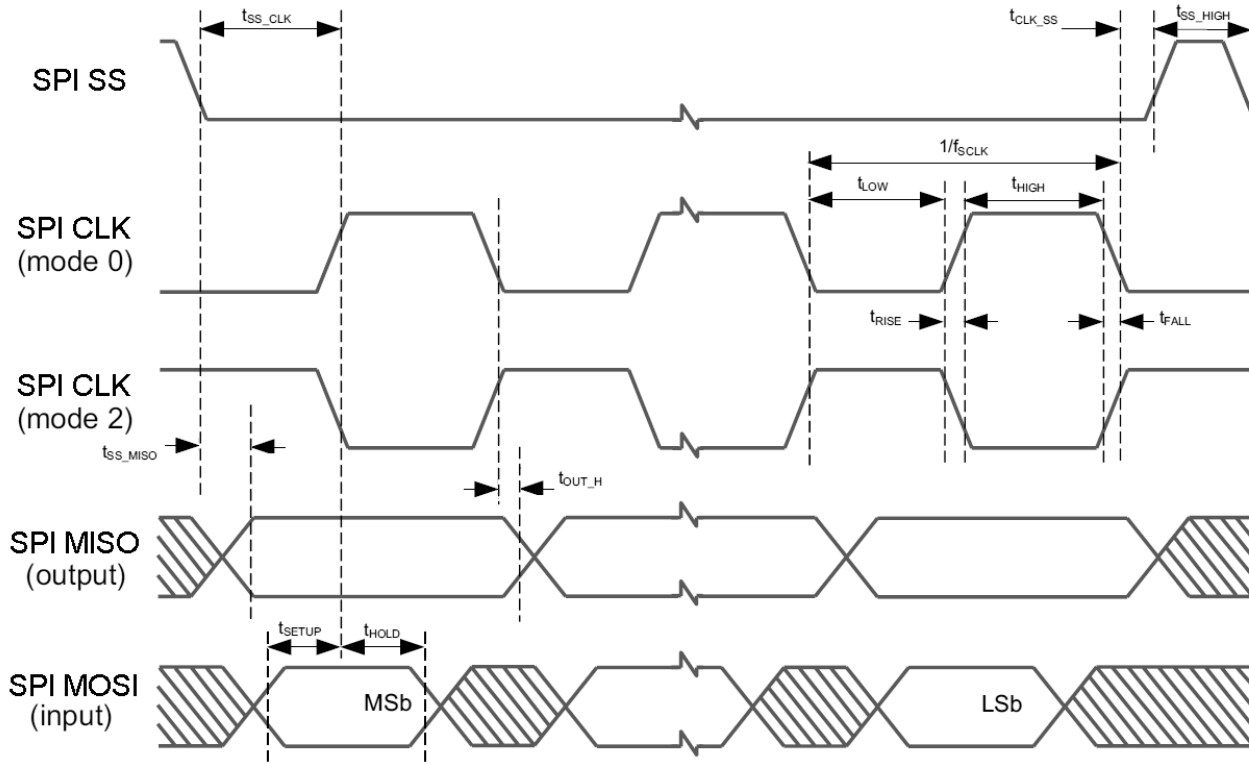 tSS_CLK
tCLK_SS
tSS_HIGH
SPI SS
1/fSCLK
tLOW
tHIGH
SPI CLK
(mode 0)
tRISE
tFALL
SPI CLK
(mode 2)
tSS_MISO
tOUT_H
SPI MISO
(output)
tSETUP
tHOLD
SPI MOSI
(input)
MSb
LSb